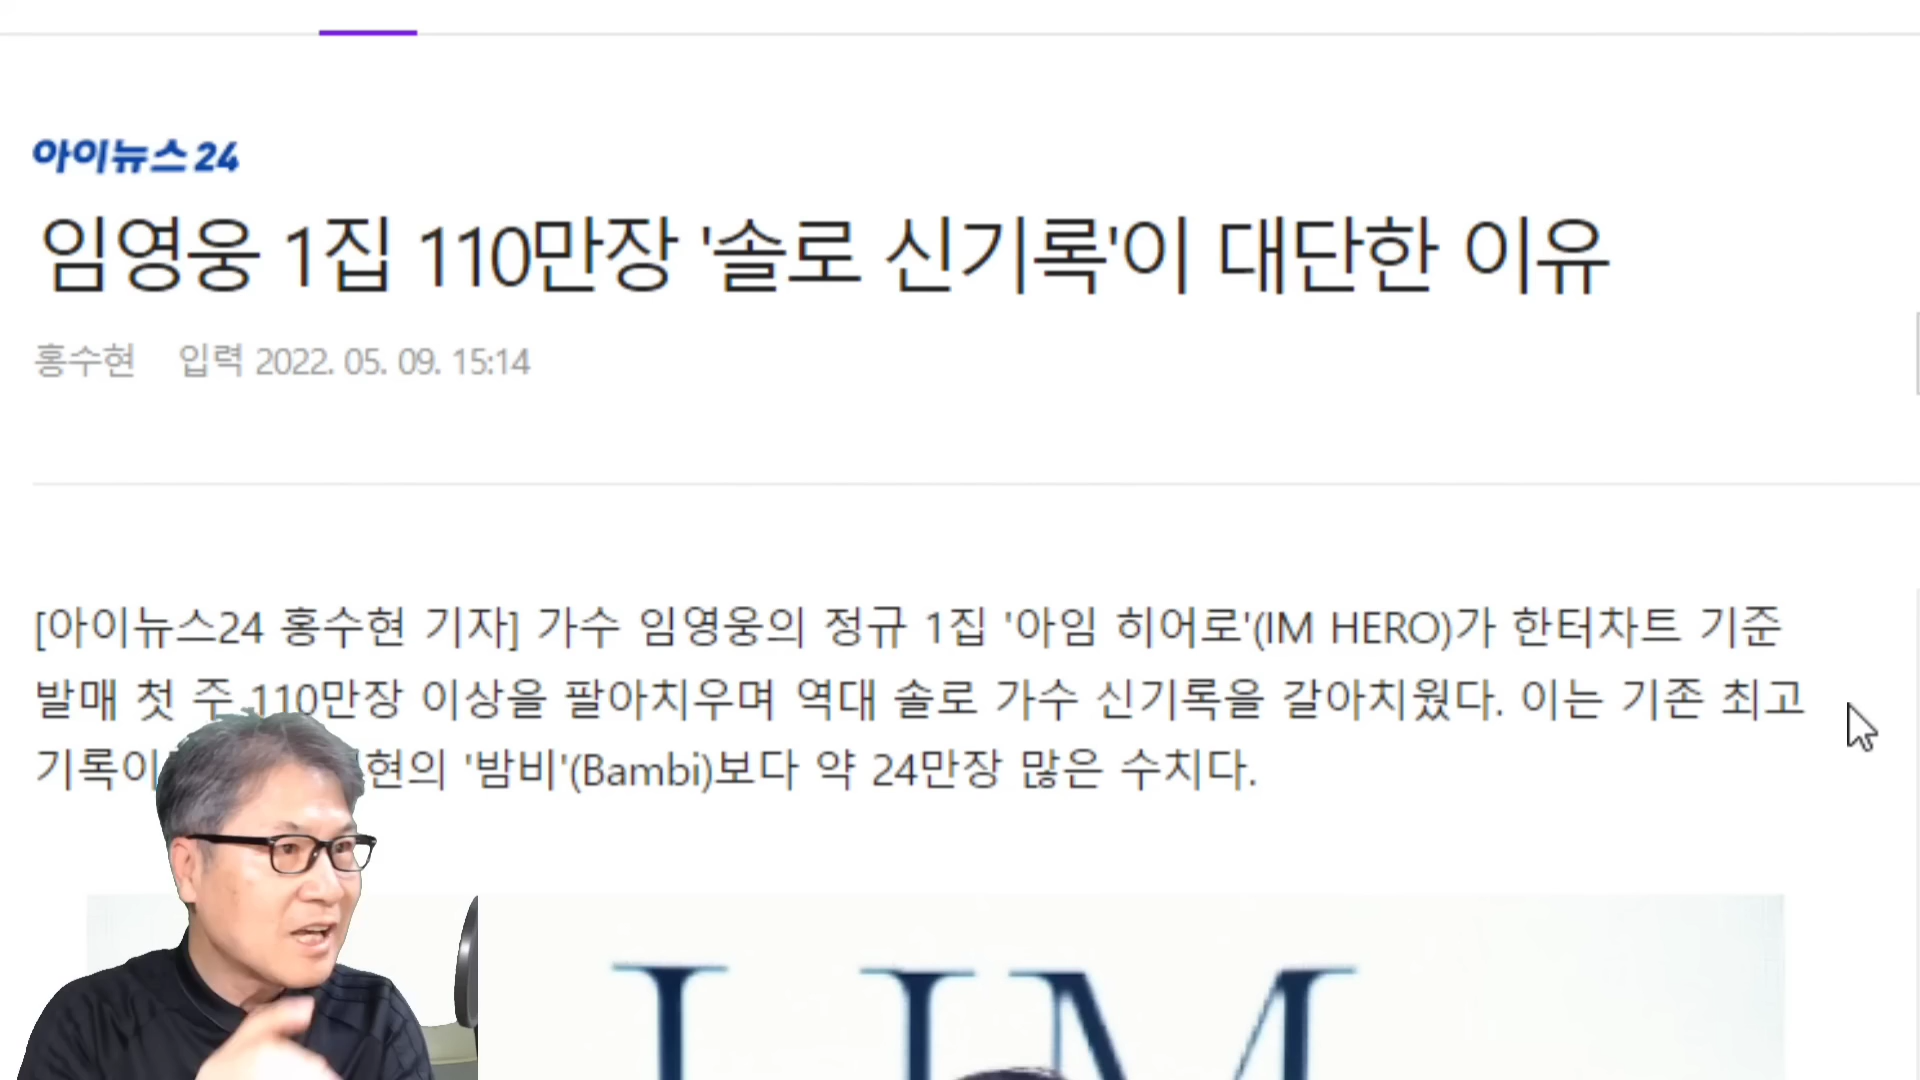 아이뉴스24
임영웅 1집 110만장 '솔로 신기록'이 대단한 이유
홍수현 입력 2022. 05. 09. 15:14
[아이뉴스24 홍수현 기자] 가수 임영웅의 정규 1집 '아임 히어로'(IM HERO)가 한터차트 기준
발매 첫 주 110만장 이상을 팔아치우며 역대 솔로 가수 신기록을 갈아치웠다. 이는 기존 최고
기록이 현의 '밤비'(Bambi)보다 약 24만장 많은 수치다.
I IM